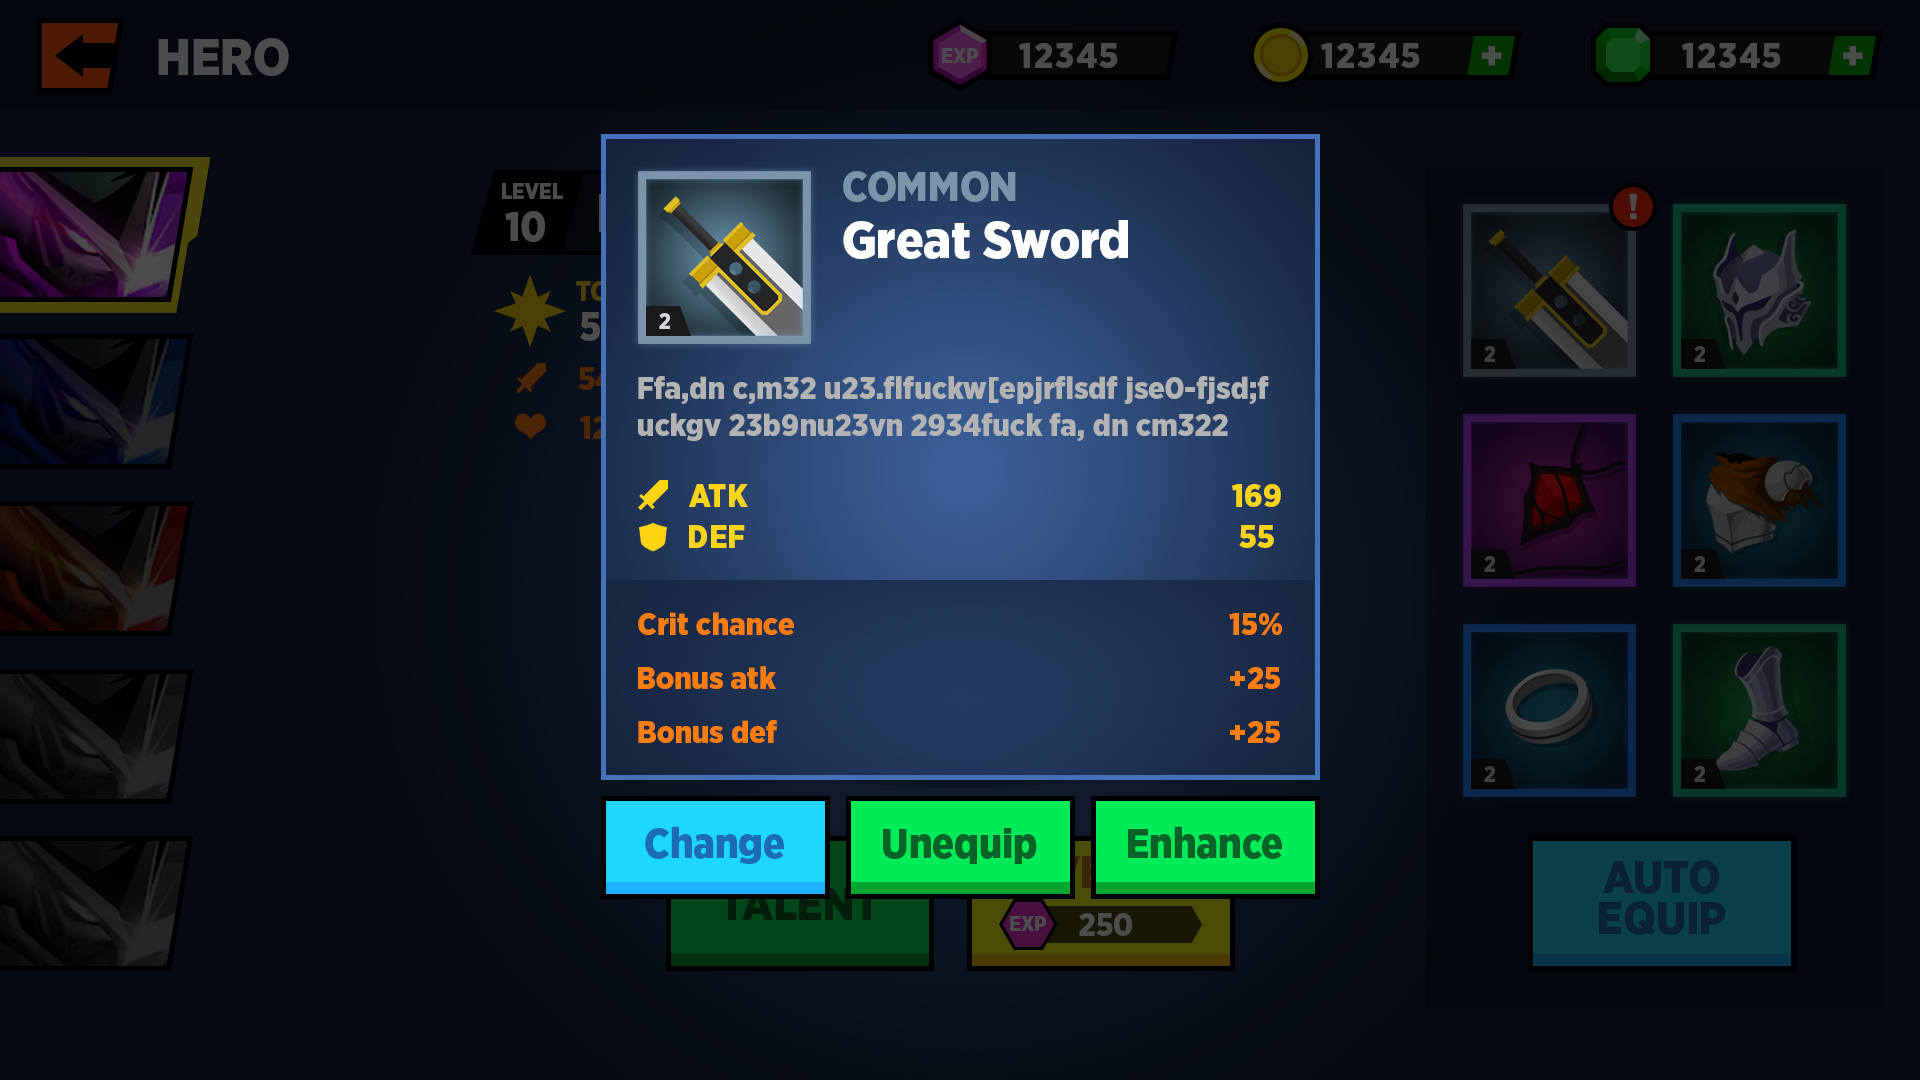 HERO
EXP 12345
12345 +
12345 +
LEVEL
10
COMMON
Great Sword
2
Ffa,dn c,m32 u23.flfuckw[epjrflsdf jse0-fjsd;f
uckgv 23b9nu23vn 2934fuck fa, dn cm322
ATK 169
DEF 55
Crit chance 15%
Bonus atk +25
Bonus def +25
Change
Unequip
Enhance
TALENT
EXP 250
!
2
2
2
2
2
2
AUTO
EQUIP